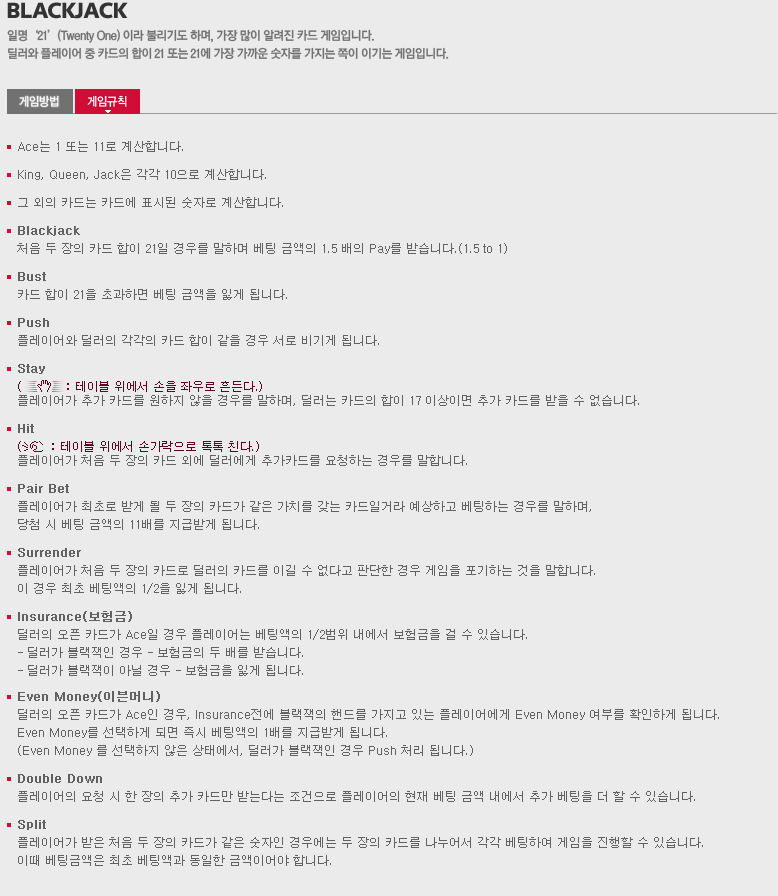 BLACKJACK
일명 '21' (Twenty One) 이라 불리기도 하며, 가장 많이 알려진 카드 게임입니다.
딜러와 플레이어 중 카드의 합이 21 또는 21에 가장 가까운 숫자를 가지는 쪽이 이기는 게임입니다.
게임방법 게임규칙
Ace는 1 또는 11로 계산합니다.
King, Queen, Jack은 각각 10으로 계산합니다.
그 외의 카드는 카드에 표시된 숫자로 계산합니다.
Blackjack
처음 두 장의 카드 합이 21일 경우를 말하며 베팅 금액의 1.5 배의 Pay를 받습니다.(1.5 to 1)
Bust
카드 합이 21을 초과하면 베팅 금액을 잃게 됩니다.
Push
플레이어와 딜러의 각각의 카드 합이 같을 경우 서로 비기게 됩니다.
Stay
( : 테이블 위에서 손을 좌우로 흔든다.)
플레이어가 추가 카드를 원하지 않을 경우를 말하며, 딜러는 카드의 합이 17 이상이면 추가 카드를 받을 수 없습니다.
Hit
( : 테이블 위에서 손가락으로 톡톡 친다.)
플레이어가 처음 두 장의 카드 외에 딜러에게 추가카드를 요청하는 경우를 말합니다.
Pair Bet
플레이어가 최초로 받게 될 두 장의 카드가 같은 가치를 갖는 카드일거라 예상하고 베팅하는 경우를 말하며,
당첨 시 베팅 금액의 11배를 지급받게 됩니다.
Surrender
플레이어가 처음 두 장의 카드로 딜러의 카드를 이길 수 없다고 판단한 경우 게임을 포기하는 것을 말합니다.
이 경우 최초 베팅액의 1/2을 잃게 됩니다.
Insurance(보험금)
딜러의 오픈 카드가 Ace일 경우 플레이어는 베팅액의 1/2범위 내에서 보험금을 걸 수 있습니다.
- 딜러가 블랙잭인 경우 - 보험금의 두 배를 받습니다.
- 딜러가 블랙잭이 아닐 경우 - 보험금을 잃게 됩니다.
Even Money(이븐머니)
딜러의 오픈 카드가 Ace인 경우, Insurance전에 블랙잭의 핸드를 가지고 있는 플레이어에게 Even Money 여부를 확인하게 됩니다.
Even Money를 선택하게 되면 즉시 베팅액의 1배를 지급받게 됩니다.
(Even Money 를 선택하지 않은 상태에서, 딜러가 블랙잭인 경우 Push 처리 됩니다.)
Double Down
플레이어의 요청 시 한 장의 추가 카드만 받는다는 조건으로 플레이어의 현재 베팅 금액 내에서 추가 베팅을 더 할 수 있습니다.
Split
플레이어가 받은 처음 두 장의 카드가 같은 숫자인 경우에는 두 장의 카드를 나누어서 각각 베팅하여 게임을 진행할 수 있습니다.
이때 베팅금액은 최초 베팅액과 동일한 금액이어야 합니다.